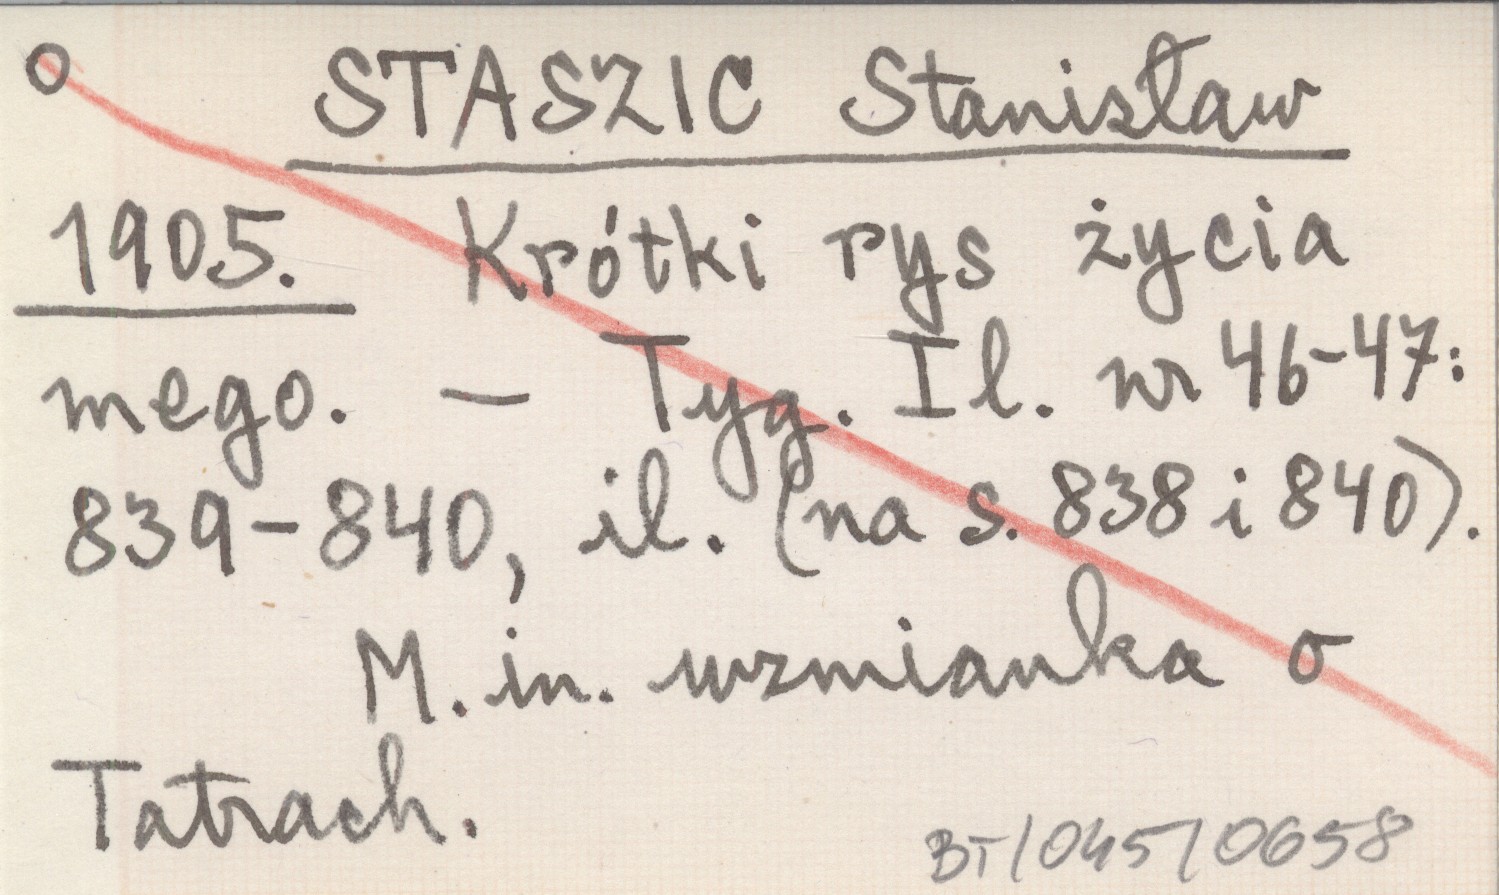 o STASZIC Stanisław
1905. Krótki rys życia
mego. — Tyg. Il. nr 46-47:
839-840, il. (na s. 838 i 840).
M. in. wzmianka o
Tatrach.
BT/045/0658